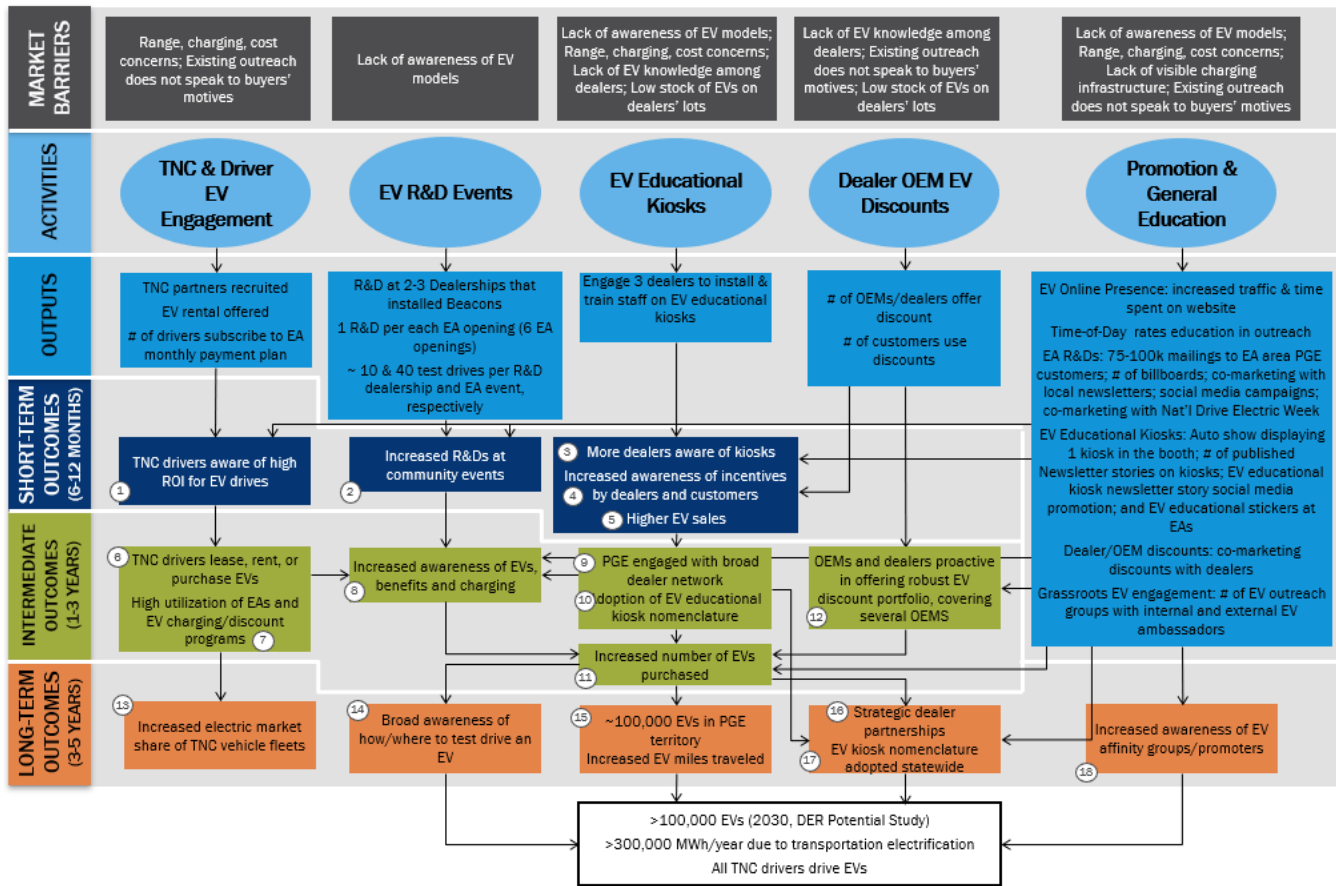 MARKET
BARRIERS
Range, charging, cost
concerns; Existing outreach
does not speak to buyers'
motives
Lack of awareness of EV
models
Lack of awareness of EV models;
Range, charging, cost concerns;
Lack of EV knowledge among
dealers; Low stock of EVs on
dealers' lots
Lack of EV knowledge among
dealers; Existing outreach
does not speak to buyers'
motives; Low stock of EVs on
dealers' lots
Lack of awareness of EV models;
Range, charging, cost concerns;
Lack of visible charging
infrastructure; Existing outreach
does not speak to buyers' motives
ACTIVITIES
TNC & Driver
EV
Engagement
EV R&D Events
EV Educational
Kiosks
Dealer OEM EV
Discounts
Promotion &
General
Education
OUTPUTS
TNC partners recruited
EV rental offered
# of drivers subscribe to EA
monthly payment plan
R&D at 2-3 Dealerships that
installed Beacons
1 R&D per each EA opening (6 EA
openings)
~ 10 & 40 test drives per R&D
dealership and EA event,
respectively
Engage 3 dealers to install &
train staff on EV educational
kiosks
# of OEMs/dealers offer
discount
# of customers use
discounts
EV Online Presence: increased traffic & time
spent on website
Time-of-Day rates education in outreach
EA R&Ds: 75-100k mailings to EA area PGE
customers; # of billboards; co-marketing with
local newsletters; social media campaigns;
co-marketing with Nat'l Drive Electric Week
EV Educational Kiosks: Auto show displaying
1 kiosk in the booth; # of published
Newsletter stories on kiosks; EV educational
kiosk newsletter story social media
promotion; and EV educational stickers at
EAs
Dealer/OEM discounts: co-marketing
discounts with dealers
Grassroots EV engagement: # of EV outreach
groups with internal and external EV
ambassadors
SHORT-TERM
OUTCOMES
(6-12 MONTHS)
TNC drivers aware of high
ROI for EV drives
1
Increased R&Ds at
community events
2
3 More dealers aware of kiosks
Increased awareness of incentives
4 by dealers and customers
5 Higher EV sales
INTERMEDIATE
OUTCOMES
(1-3 YEARS)
6 TNC drivers lease, rent, or
purchase EVs
High utilization of EAs and
EV charging/discount
programs 7
Increased awareness of EVs,
8 benefits and charging
9 PGE engaged with broad
dealer network
10 doption of EV educational
kiosk nomenclature
OEMs and dealers proactive
in offering robust EV
discount portfolio, covering
12 several OEMS
Increased number of EVs
11 purchased
LONG-TERM
OUTCOMES
(3-5 YEARS)
13
Increased electric market
share of TNC vehicle fleets
14 Broad awareness of
how/where to test drive an
EV
15 ~100,000 EVs in PGE
territory
Increased EV miles traveled
16 Strategic dealer
partnerships
EV kiosk nomenclature
17 adopted statewide
Increased awareness of EV
affinity groups/promoters
18
>100,000 EVs (2030, DER Potential Study)
>300,000 MWh/year due to transportation electrification
All TNC drivers drive EVs